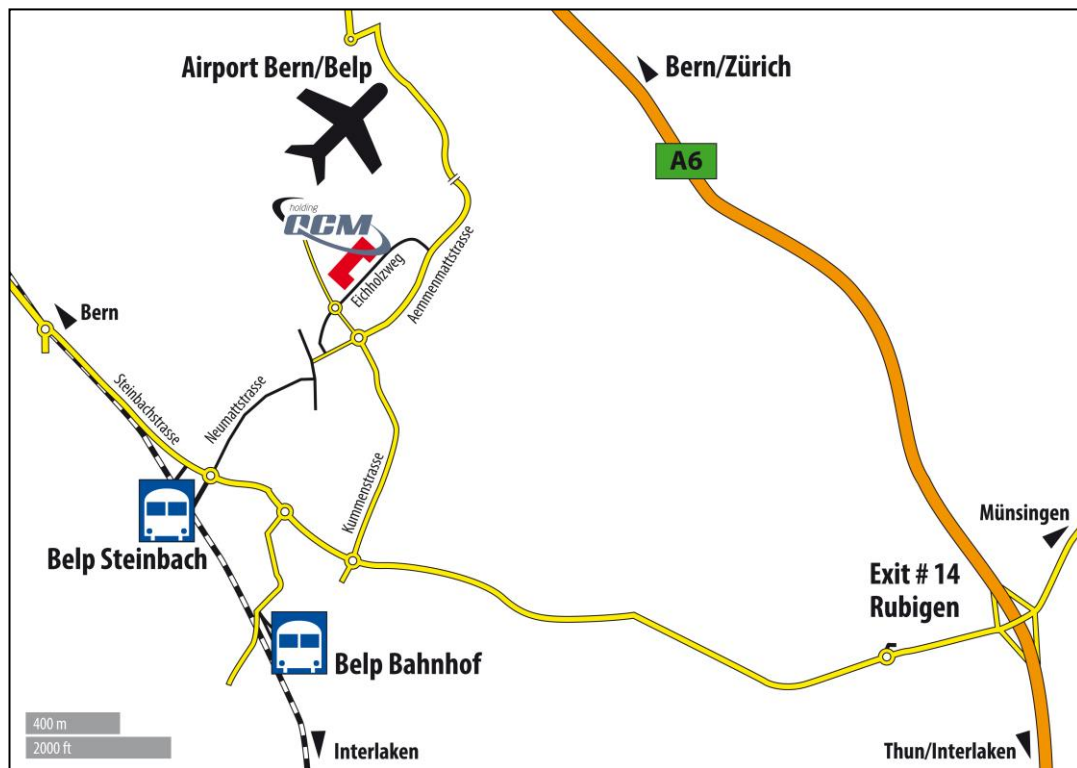 Airport Bern/Belp
Bern/Zürich
A6
holding
QCM
Eichholzweg
Aemmenmattstrasse
Bern
Steinbachstrasse
Neumattstrasse
Kummenstrasse
Münsingen
Belp Steinbach
Exit # 14
Rubigen
Belp Bahnhof
400 m
2000 ft
Interlaken
Thun/Interlaken